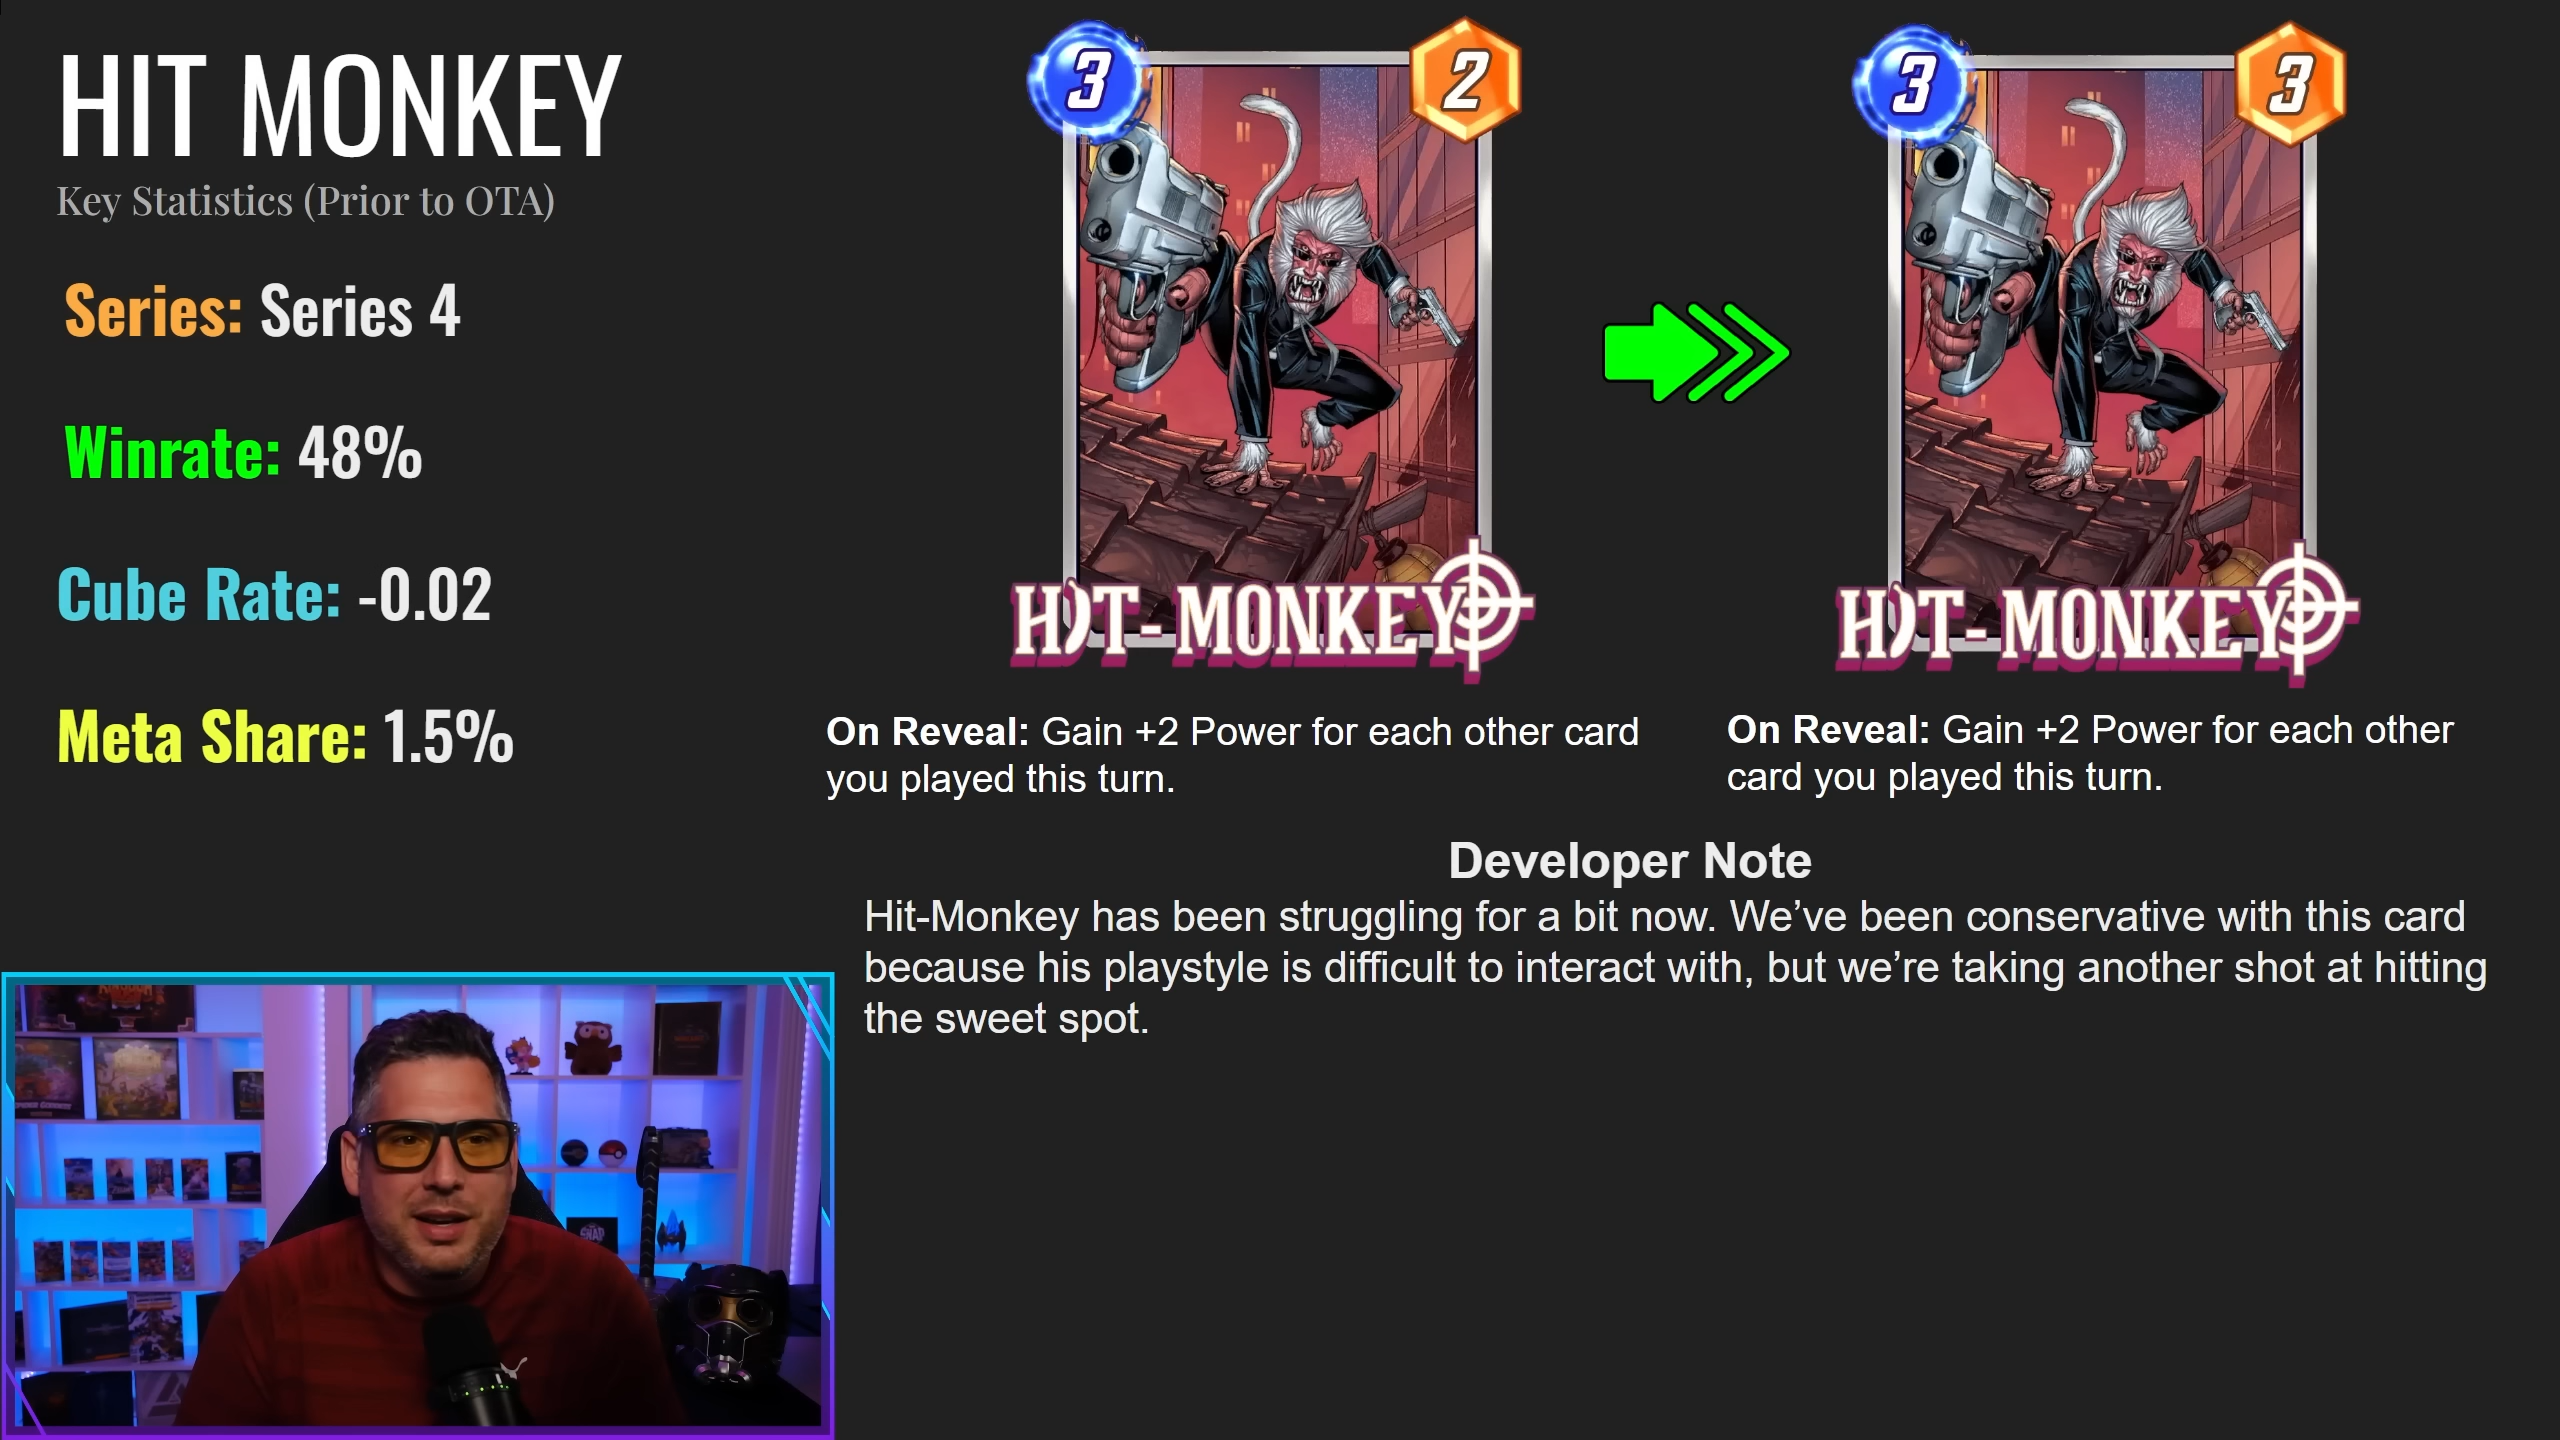 HIT MONKEY
Key Statistics (Prior to OTA)
Series: Series 4
Winrate: 48%
Cube Rate: -0.02
Meta Share: 1.5%
3
2
HIT-MONKEY
On Reveal: Gain +2 Power for each other card
you played this turn.
3
3
HIT-MONKEY
On Reveal: Gain +2 Power for each other
card you played this turn.
Developer Note
Hit-Monkey has been struggling for a bit now. We’ve been conservative with this card
because his playstyle is difficult to interact with, but we’re taking another shot at hitting
the sweet spot.
SNAP